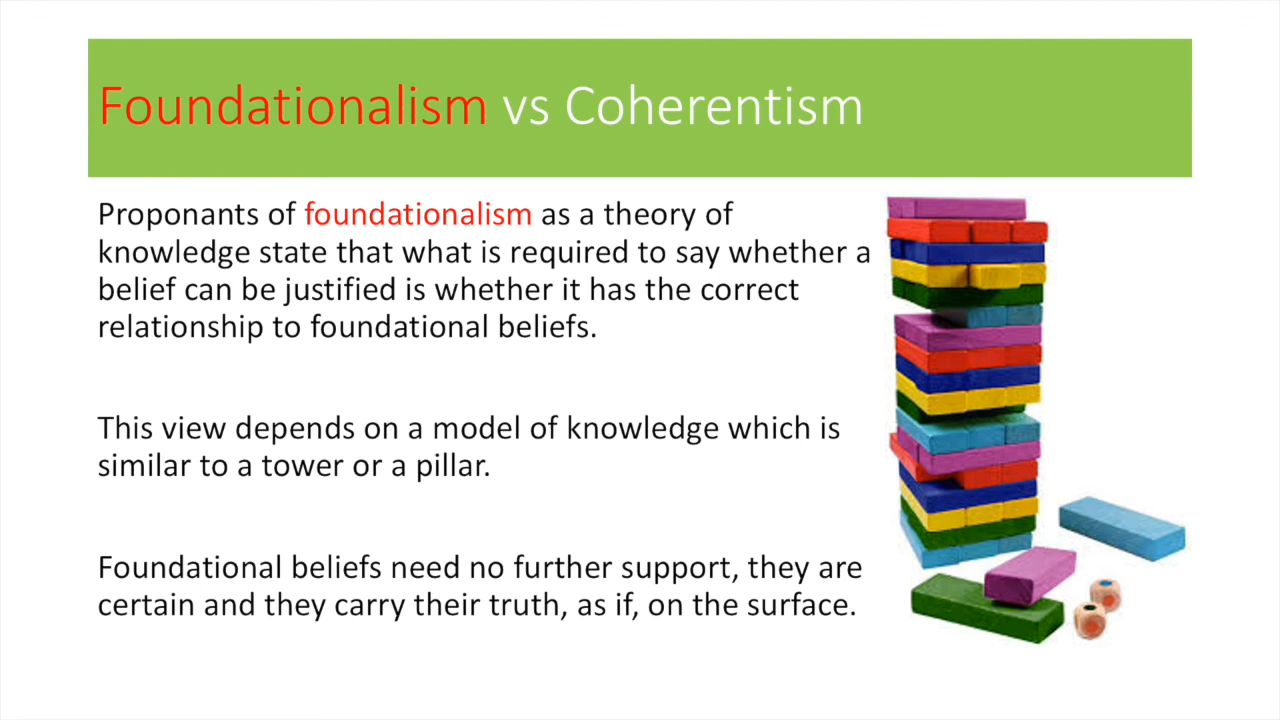 Foundationalism vs Coherentism
Proponants of foundationalism as a theory of
knowledge state that what is required to say whether a
belief can be justified is whether it has the correct
relationship to foundational beliefs.
This view depends on a model of knowledge which is
similar to a tower or a pillar.
Foundational beliefs need no further support, they are
certain and they carry their truth, as if, on the surface.